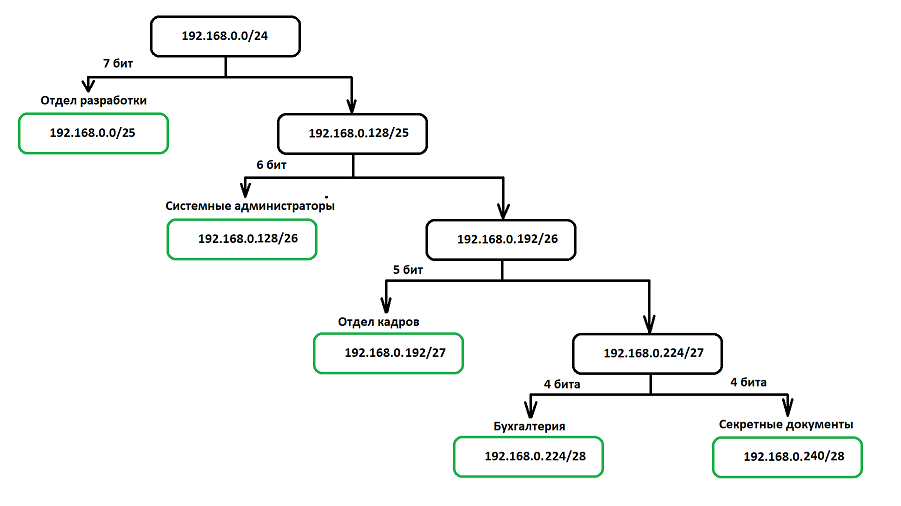 192.168.0.0/24
7 бит
Отдел разработки
192.168.0.0/25
192.168.0.128/25
6 бит
Системные администраторы
192.168.0.128/26
192.168.0.192/26
5 бит
Отдел кадров
192.168.0.192/27
192.168.0.224/27
4 бита
4 бита
Бухгалтерия
192.168.0.224/28
Секретные документы
192.168.0.240/28